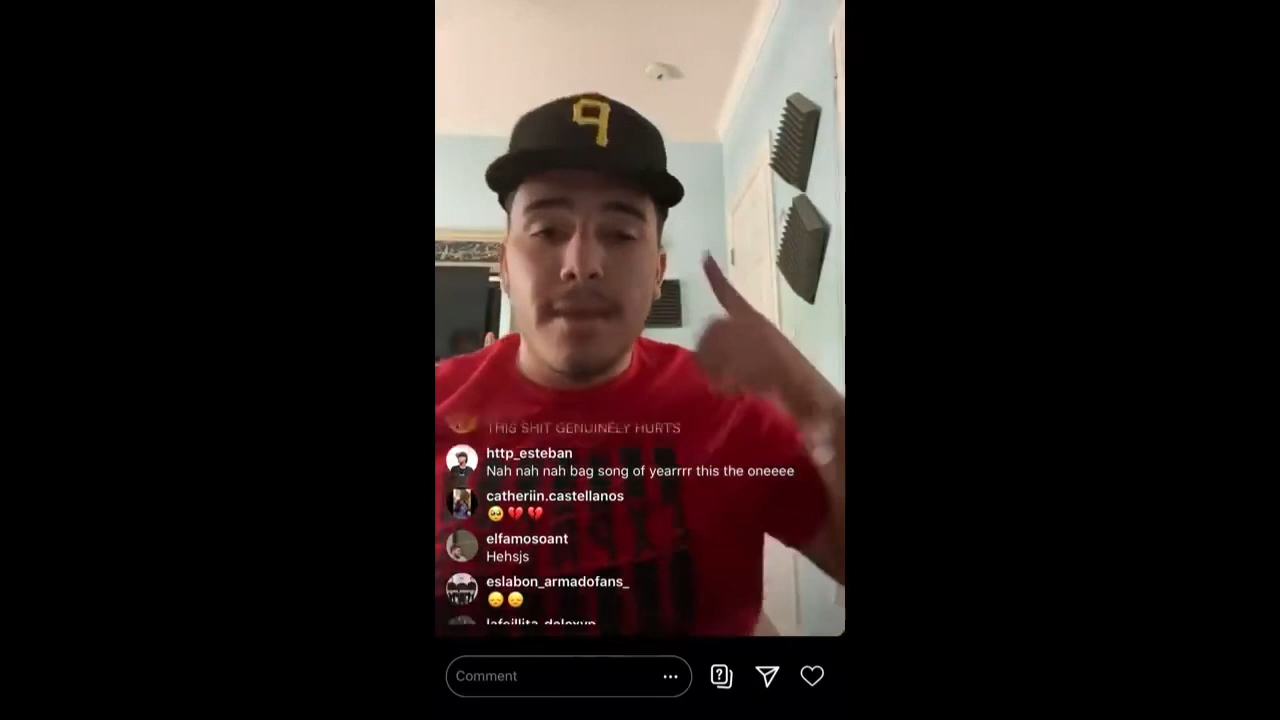 P
THIS SHIT GENUINELY HURTS
http_esteban
Nah nah nah bag song of yearrrr this the oneeee
catheriin.castellanos
🥺💔💔
elfamosoant
Hehsjs
eslabon_armadofans_
😞😞
Comment